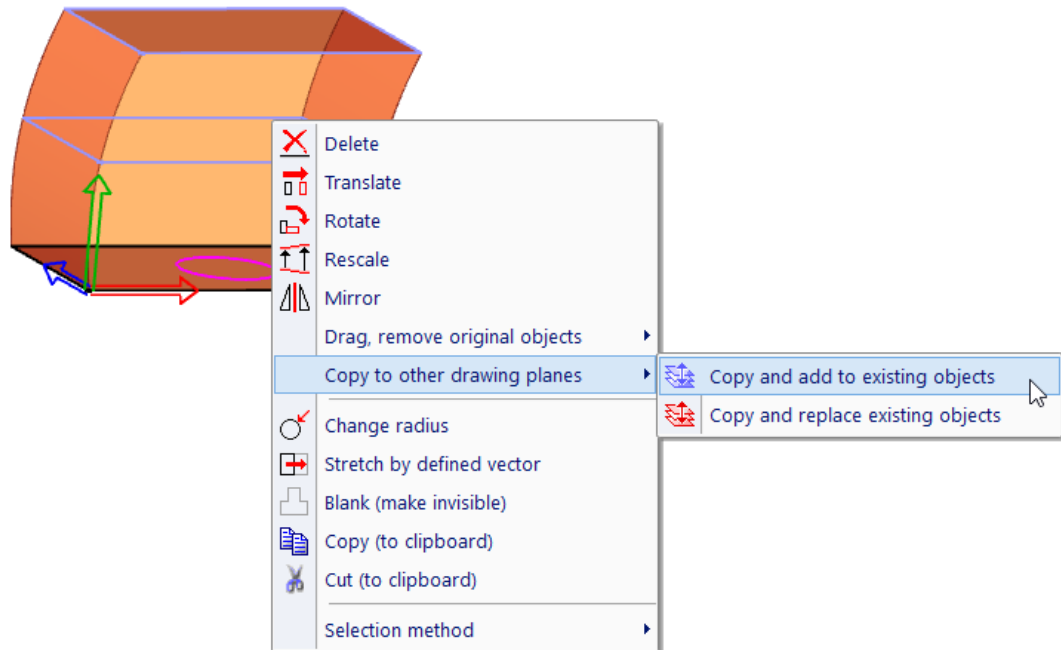 Delete
Translate
Rotate
Rescale
Mirror
Drag, remove original objects
Copy to other drawing planes
Copy and add to existing objects
Copy and replace existing objects
Change radius
Stretch by defined vector
Blank (make invisible)
Copy (to clipboard)
Cut (to clipboard)
Selection method